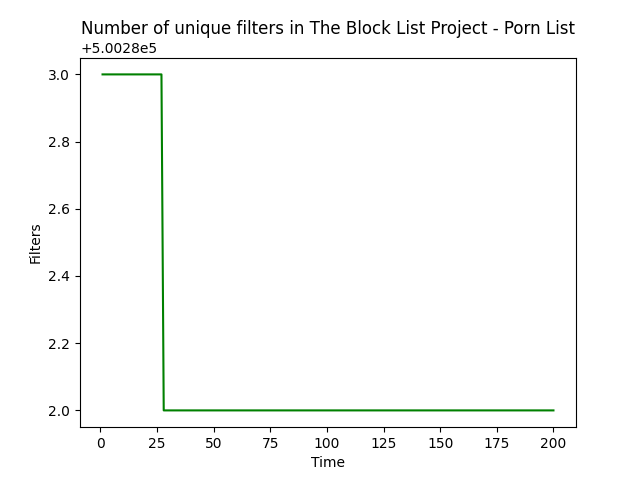 Number of unique filters in The Block List Project - Porn List
+5.0028e5
3.0
2.8
2.6
2.4
2.2
2.0
Filters
0 25 50 75 100 125 150 175 200
Time